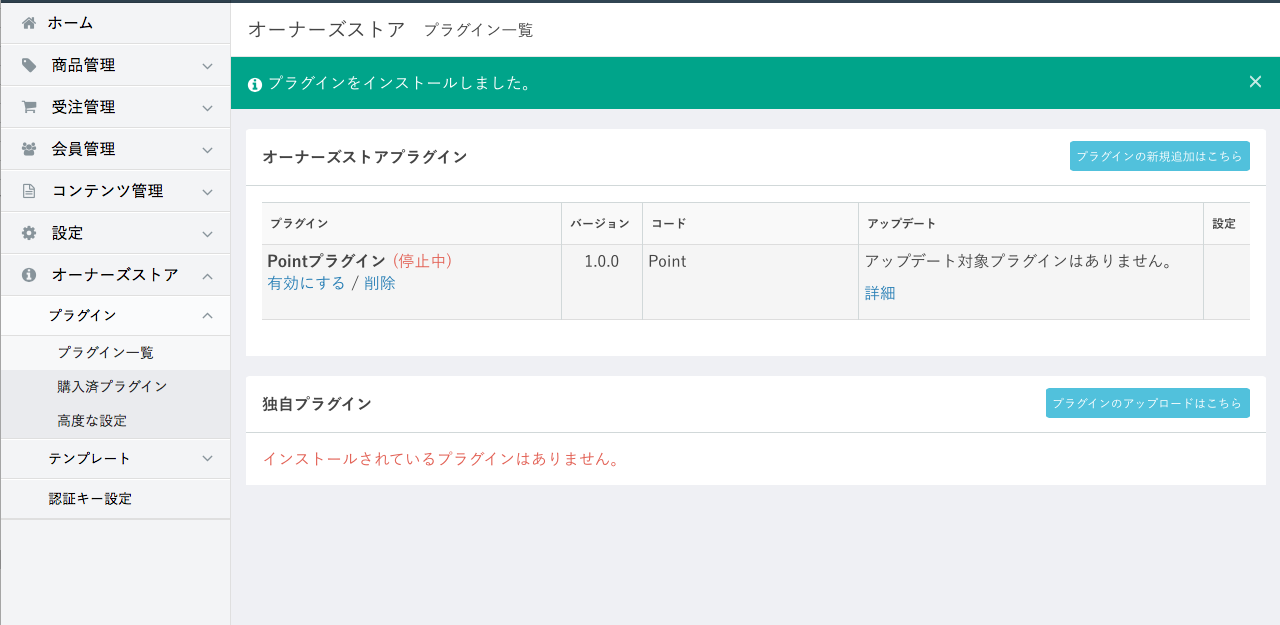 ホーム
商品管理
受注管理
会員管理
コンテンツ管理
設定
オーナーズストア
プラグイン
プラグイン一覧
購入済プラグイン
高度な設定
テンプレート
認証キー設定
オーナーズストア プラグイン一覧
プラグインをインストールしました。
オーナーズストアプラグイン
プラグインの新規追加はこちら
プラグイン バージョン コード アップデート 設定
Pointプラグイン (停止中) 1.0.0 Point アップデート対象プラグインはありません。
有効にする / 削除
詳細
独自プラグイン
プラグインのアップロードはこちら
インストールされているプラグインはありません。